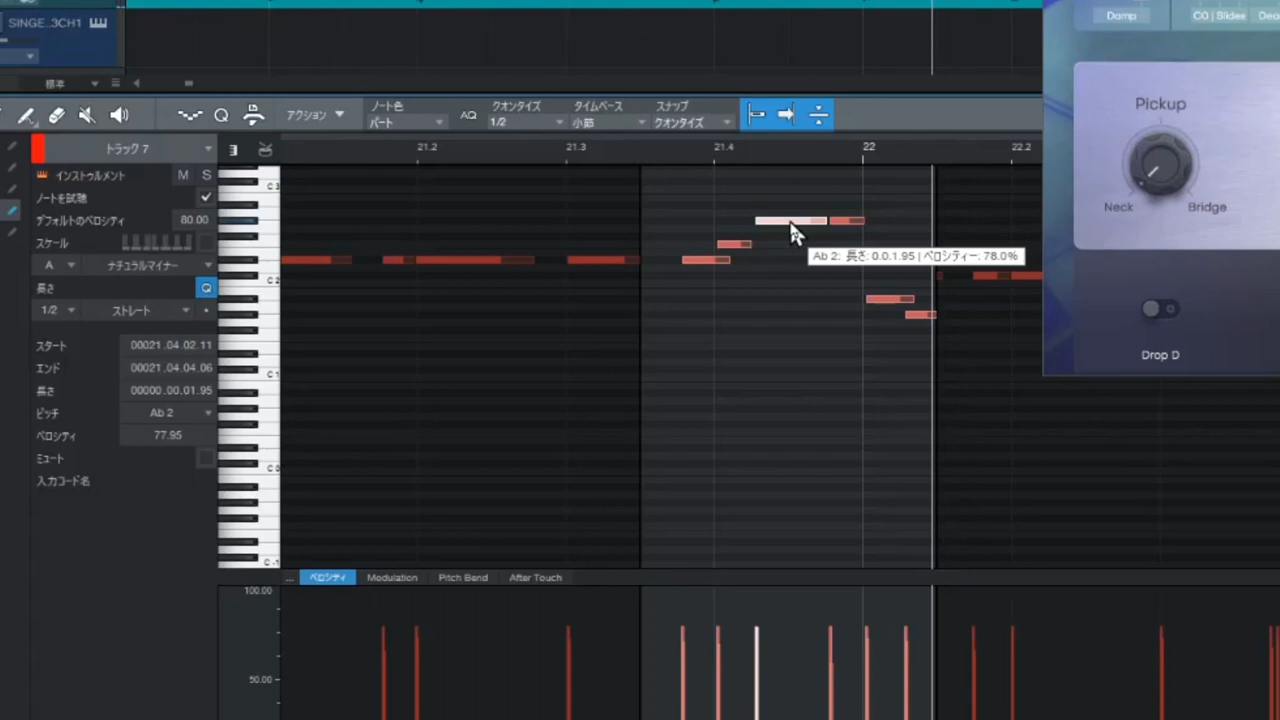 SINGE..3CH1
Damp
C0 | Slides
標準
アクション
ノート色
パート
AQ
クオンタイズ
1/2
タイムベース
小節
スナップ
クオンタイズ
Pickup
Neck
Bridge
Drop D
トラック 7
21.2
21.3
21.4
22
22.2
インストゥルメント
M
S
ノートを試聴
デフォルトのベロシティ
80.00
スケール
A
ナチュラルマイナー
長さ
Q
1/2
ストレート
スタート
00021.04.02.11
エンド
00021.04.04.06
長さ
00000.00.01.95
ピッチ
Ab 2
ベロシティ
77.95
ミュート
入力コード名
C 3
C 2
C 1
C 0
C -1
Ab 2: 長さ: 0.0.1.95 | ベロシティー: 78.0%
...
ベロシティ
Modulation
Pitch Bend
After Touch
100.00
50.00